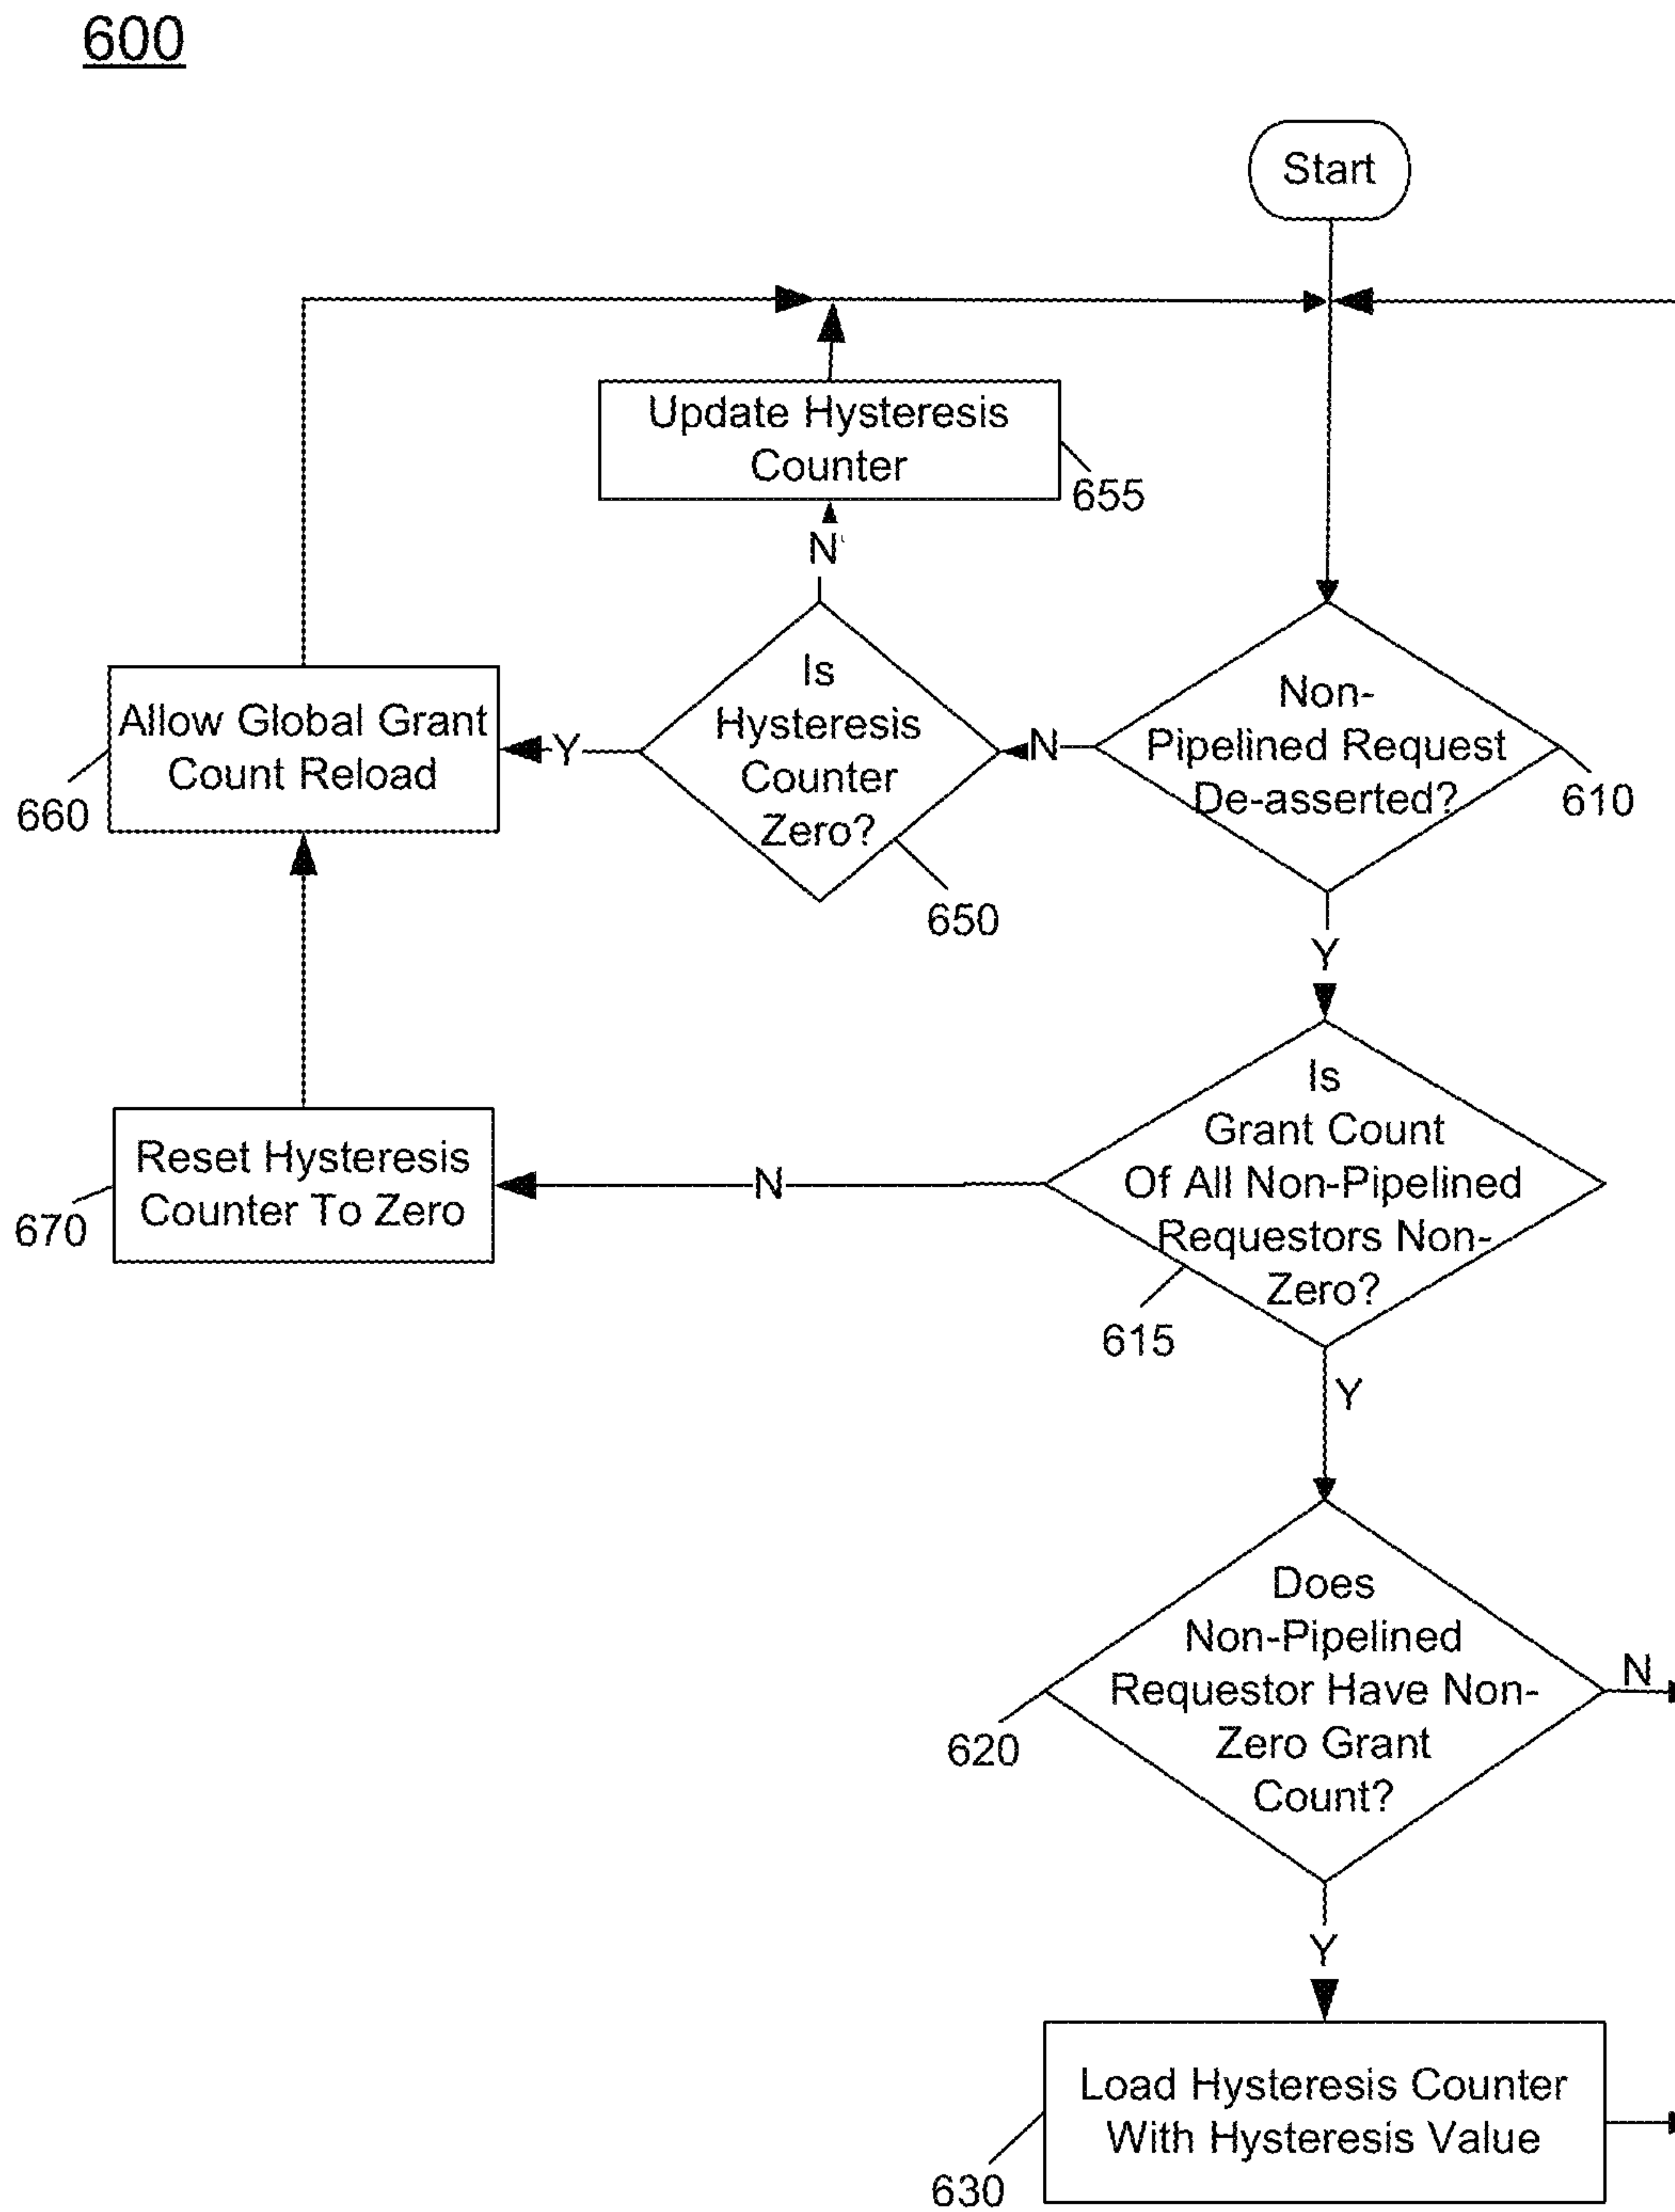 600
Start
Update Hysteresis
Counter
655
N
Is
Hysteresis
Counter
Zero?
650
Y
Allow Global Grant
Count Reload
660
N
Non-
Pipelined Request
De-asserted?
610
Y
Is
Grant Count
Of All Non-Pipelined
Requestors Non-
Zero?
615
N
Reset Hysteresis
Counter To Zero
670
Y
Does
Non-Pipelined
Requestor Have Non-
Zero Grant
Count?
620
N
Y
Load Hysteresis Counter
With Hysteresis Value
630